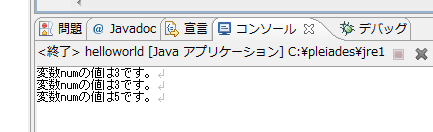 問題 @ Javadoc 宣言 コンソール デバッグ
<終了> helloworld [Java アプリケーション] C:¥pleiades¥jre1
変数numの値は3です。
変数numの値は3です。
変数numの値は5です。